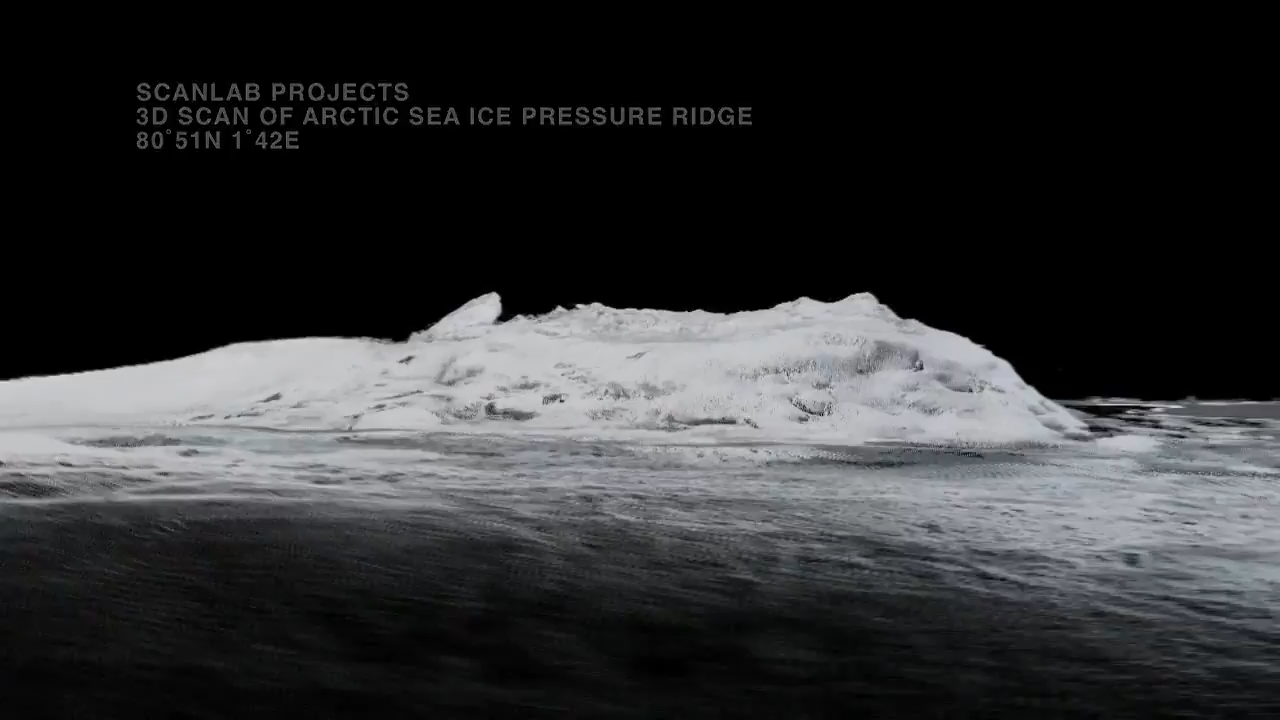 SCANLAB PROJECTS
3D SCAN OF ARCTIC SEA ICE PRESSURE RIDGE
80°51N 1°42E